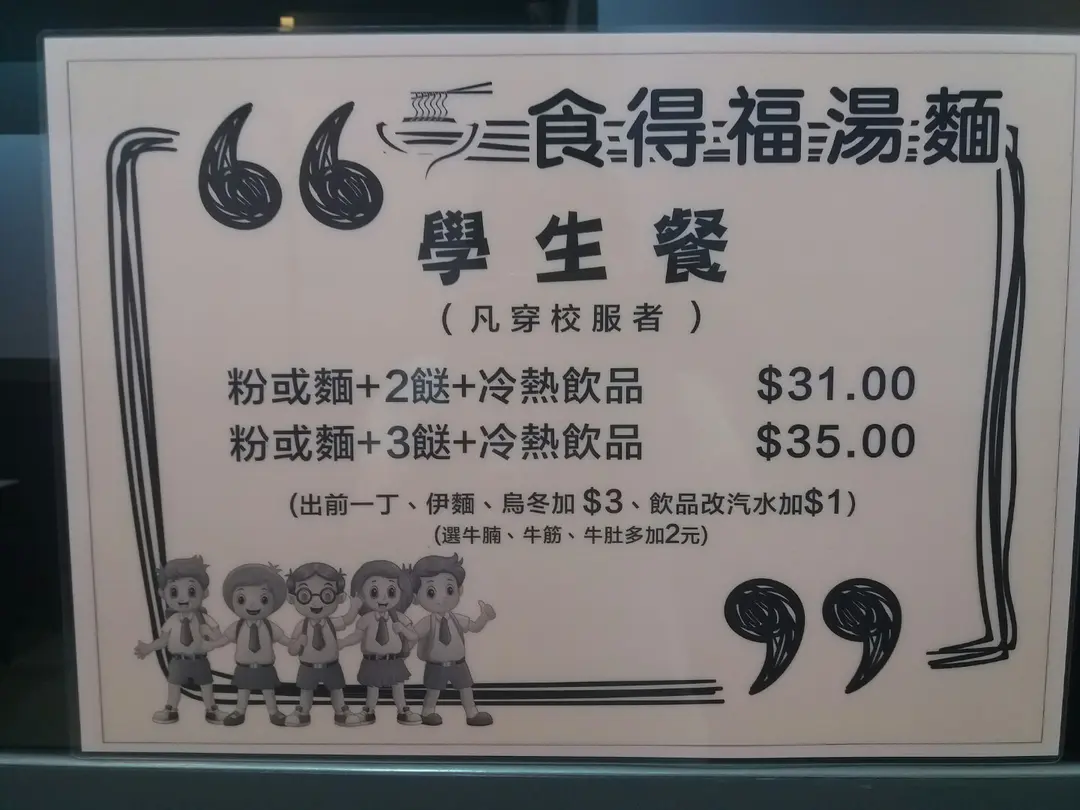 食得福湯麵
學生餐
（凡穿校服者）
粉或麵+2餸+冷熱飲品 $31.00
粉或麵+3餸+冷熱飲品 $35.00
(出前一丁、伊麵、烏冬加 $3、飲品改汽水加$1)
(選牛腩、牛筋、牛肚多加2元)